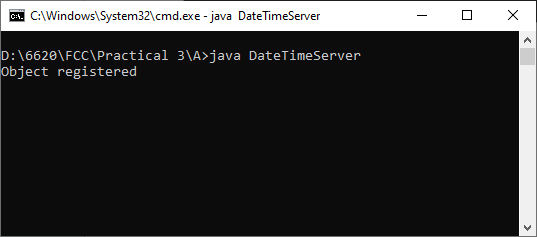 C:\Windows\System32\cmd.exe - java  DateTimeServer
D:\6620\FCC\Practical 3\A>java DateTimeServer
Object registered